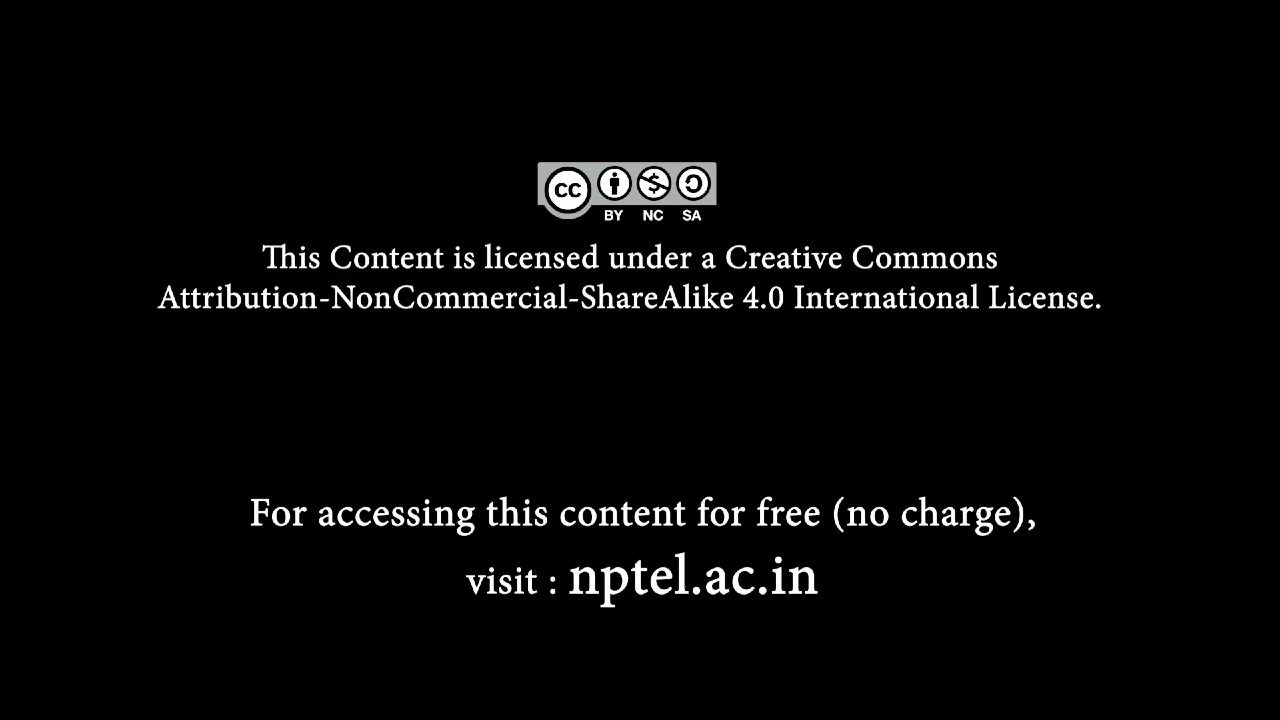 cc
BY NC SA
This Content is licensed under a Creative Commons
Attribution-NonCommercial-ShareAlike 4.0 International License.
For accessing this content for free (no charge),
visit : nptel.ac.in